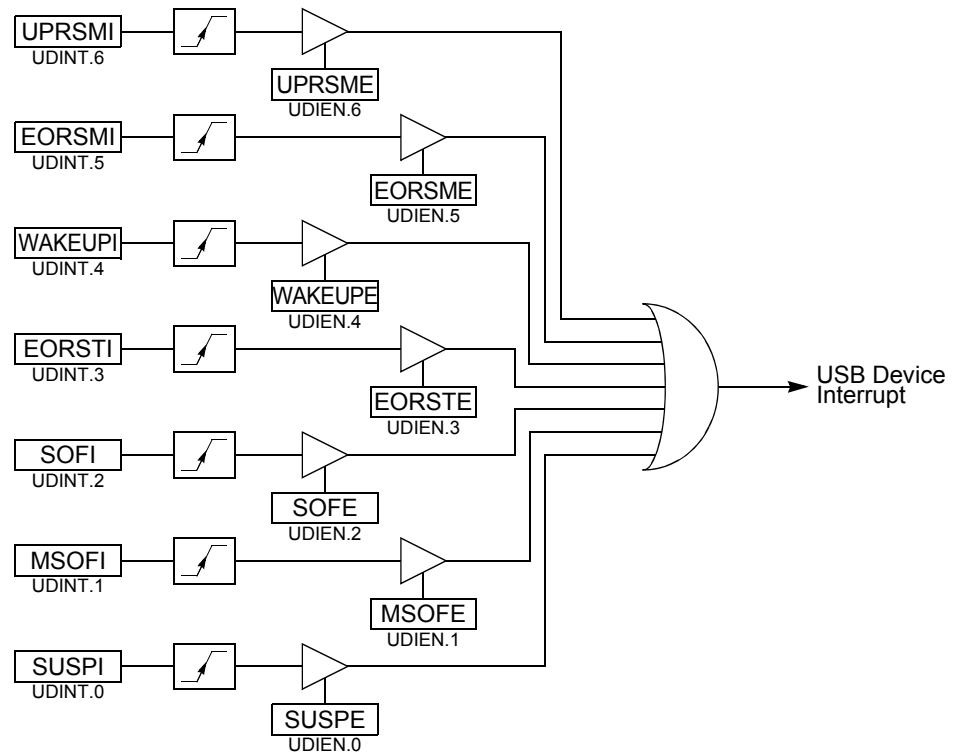 UPRSMI
UDINT.6
UPRSME
UDIEN.6
EORSMI
UDINT.5
EORSME
UDIEN.5
WAKEUPI
UDINT.4
WAKEUPE
UDIEN.4
EORSTI
UDINT.3
EORSTE
UDIEN.3
USB Device
Interrupt
SOFI
UDINT.2
SOFE
UDIEN.2
MSOFI
UDINT.1
MSOFE
UDIEN.1
SUSPI
UDINT.0
SUSPE
UDIEN.0